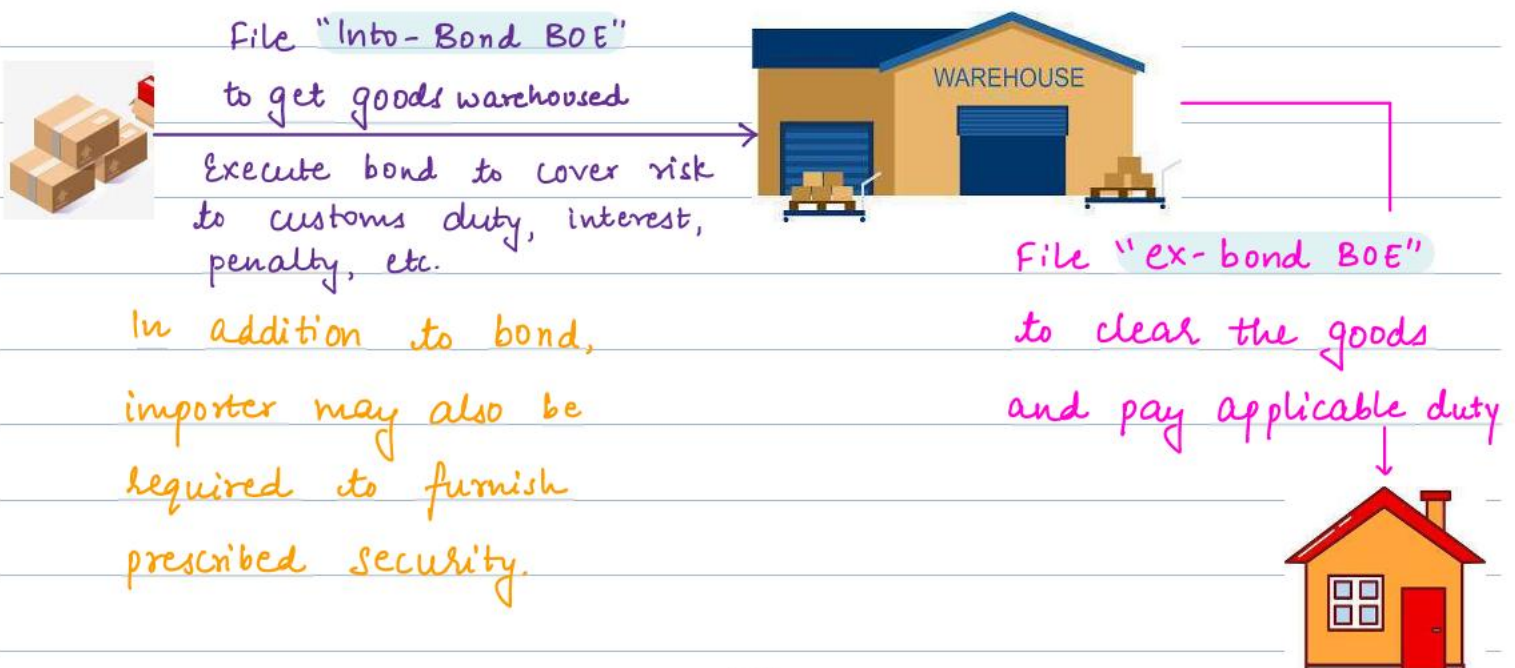 File "Into-Bond BOE"
to get goods warehoused
Execute bond to cover risk
to customs duty, interest,
penalty, etc.
In addition to bond,
importer may also be
required to furnish
prescribed security.
WAREHOUSE
File "ex-bond BOE"
to clear the goods
and pay applicable duty